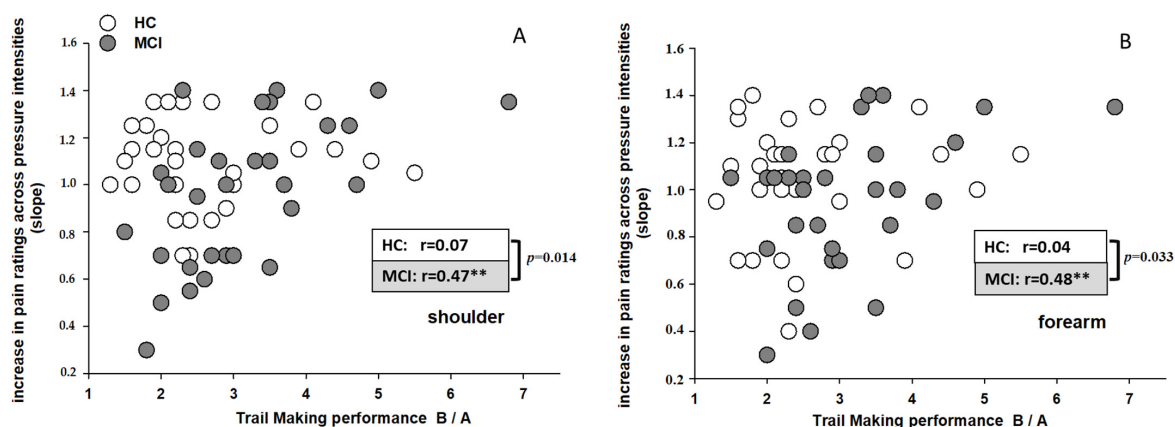 HC
MCI
A
increase in pain ratings across pressure intensities
(slope)
1.6
1.4
1.2
1.0
0.8
0.6
0.4
0.2
HC: r=0.07
MCI: r=0.47**
p=0.014
shoulder
1 2 3 4 5 6 7
Trail Making performance B / A
B
increase in pain ratings across pressure intensities
(slope)
1.6
1.4
1.2
1.0
0.8
0.6
0.4
0.2
HC: r=0.04
MCI: r=0.48**
p=0.033
forearm
1 2 3 4 5 6 7
Trail Making performance B / A